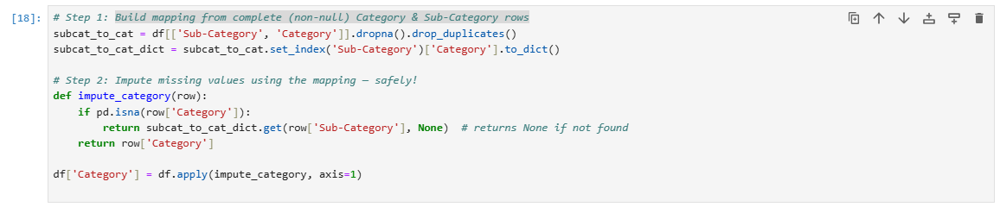 [18]: # Step 1: Build mapping from complete (non-null) Category & Sub-Category rows
subcat_to_cat = df[['Sub-Category', 'Category']].dropna().drop_duplicates()
subcat_to_cat_dict = subcat_to_cat.set_index('Sub-Category')['Category'].to_dict()

# Step 2: Impute missing values using the mapping — safely!
def impute_category(row):
    if pd.isna(row['Category']):
        return subcat_to_cat_dict.get(row['Sub-Category'], None)  # returns None if not found
    return row['Category']

df['Category'] = df.apply(impute_category, axis=1)